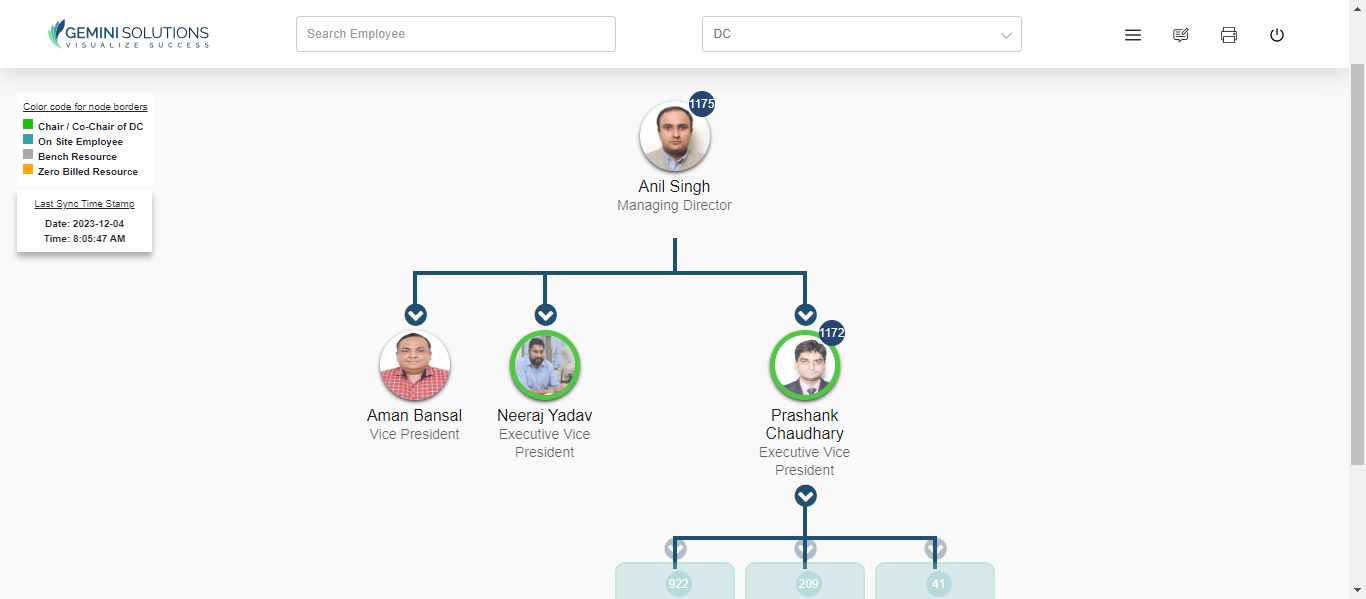 GEMINI SOLUTIONS
VISUALIZE SUCCESS
Search Employee
DC
Color code for node borders
Chair / Co-Chair of DC
On Site Employee
Bench Resource
Zero Billed Resource
Last Sync Time Stamp
Date: 2023-12-04
Time: 8:05:47 AM
1175
Anil Singh
Managing Director
Aman Bansal
Vice President
Neeraj Yadav
Executive Vice
President
1172
Prashank
Chaudhary
Executive Vice
President
922
209
41